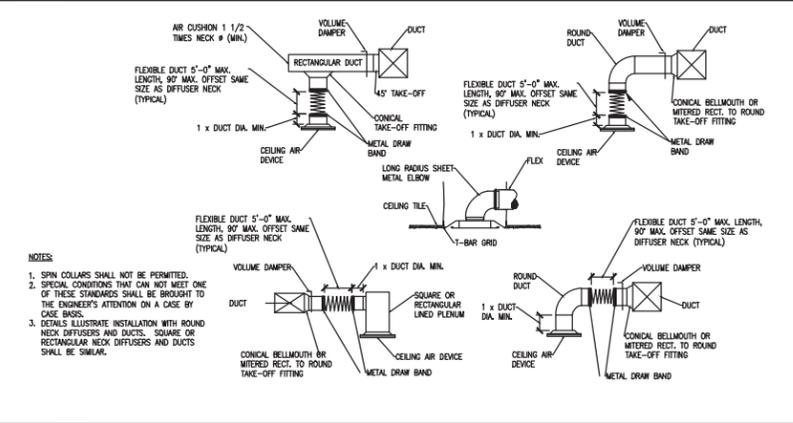 AIR CUSHION 1 1/2
TIMES NECK ø (MIN.)
VOLUME
DAMPER
DUCT
RECTANGULAR DUCT
FLEXIBLE DUCT 5'-0" MAX.
LENGTH, 90° MAX. OFFSET SAME
SIZE AS DIFFUSER NECK
(TYPICAL)
45° TAKE-OFF
CONICAL
TAKE-OFF FITTING
1 x DUCT DIA. MIN.
METAL DRAW
BAND
CEILING AIR
DEVICE
ROUND
DUCT
VOLUME
DAMPER
DUCT
FLEXIBLE DUCT 5'-0" MAX.
LENGTH, 90° MAX. OFFSET SAME
SIZE AS DIFFUSER NECK
(TYPICAL)
CONICAL BELLMOUTH OR
MITERED RECT. TO ROUND
TAKE-OFF FITTING
1 x DUCT DIA. MIN.
METAL DRAW
BAND
CEILING AIR
DEVICE
LONG RADIUS SHEET
METAL ELBOW
FLEX
CEILING TILE
T-BAR GRID
FLEXIBLE DUCT 5'-0" MAX.
LENGTH, 90° MAX. OFFSET SAME
SIZE AS DIFFUSER NECK
(TYPICAL)
VOLUME DAMPER
1 x DUCT DIA. MIN.
DUCT
SQUARE OR
RECTANGULAR
LINED PLENUM
CONICAL BELLMOUTH OR
MITERED RECT. TO ROUND
TAKE-OFF FITTING
CEILING AIR DEVICE
METAL DRAW BAND
FLEXIBLE DUCT 5'-0" MAX. LENGTH,
90° MAX. OFFSET SAME SIZE AS
DIFFUSER NECK (TYPICAL)
VOLUME DAMPER
ROUND
DUCT
1 x DUCT
DIA. MIN.
DUCT
CONICAL BELLMOUTH OR
MITERED RECT. TO ROUND
TAKE-OFF FITTING
CEILING AIR
DEVICE
METAL DRAW BAND
NOTES:
1. SPIN COLLARS SHALL NOT BE PERMITTED.
2. SPECIAL CONDITIONS THAT CAN NOT MEET ONE
OF THESE STANDARDS SHALL BE BROUGHT TO
THE ENGINEER'S ATTENTION ON A CASE BY
CASE BASIS.
3. DETAILS ILLUSTRATE INSTALLATION WITH ROUND
NECK DIFFUSERS AND DUCTS. SQUARE OR
RECTANGULAR NECK DIFFUSERS AND DUCTS
SHALL BE SIMILAR.